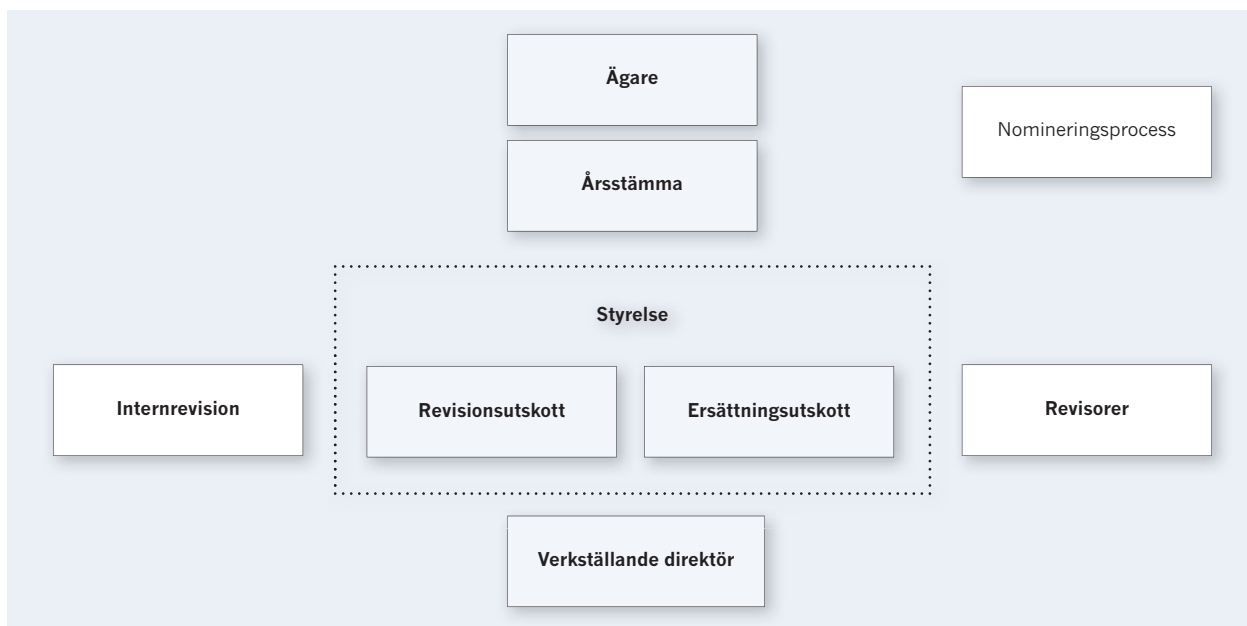 Ägare
Nomineringsprocess
Årsstämma
Styrelse
Internrevision
Revisionsutskott
Ersättningsutskott
Revisorer
Verkställande direktör